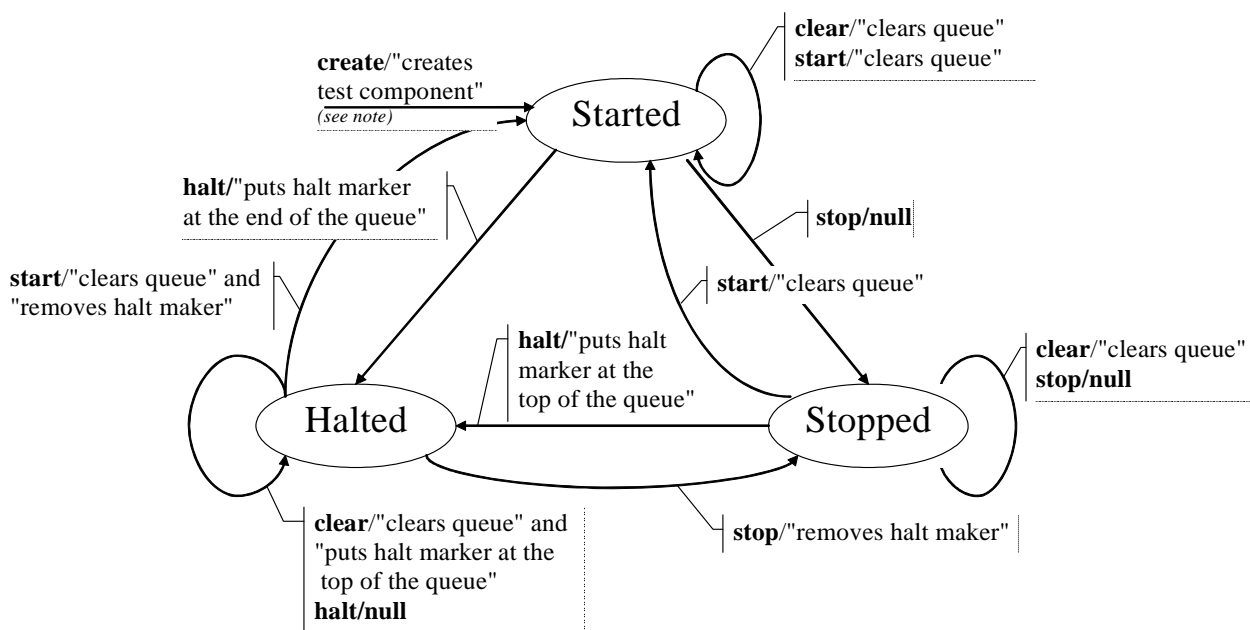 clear/"clears queue"
start/"clears queue"
create/"creates
test component"
(see note)
Started
halt/"puts halt marker
at the end of the queue"
stop/null
start/"clears queue" and
"removes halt maker"
start/"clears queue"
halt/"puts halt
marker at the
top of the queue"
clear/"clears queue"
stop/null
Halted
Stopped
clear/"clears queue" and
"puts halt marker at the
top of the queue"
halt/null
stop/"removes halt maker"